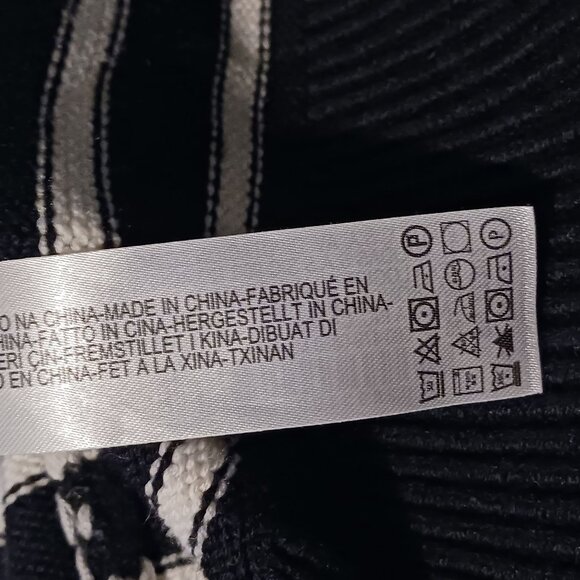 O NA CHINA-MADE IN CHINA-FABRIQUÉ EN
HINA-FATTO IN CINA-HERGESTELLT IN CHINA-
ERI ÇIN-FREMSTILLET I KINA-DIBUAT DI
O EN CHINA-FET A LA XINA-TXINAN